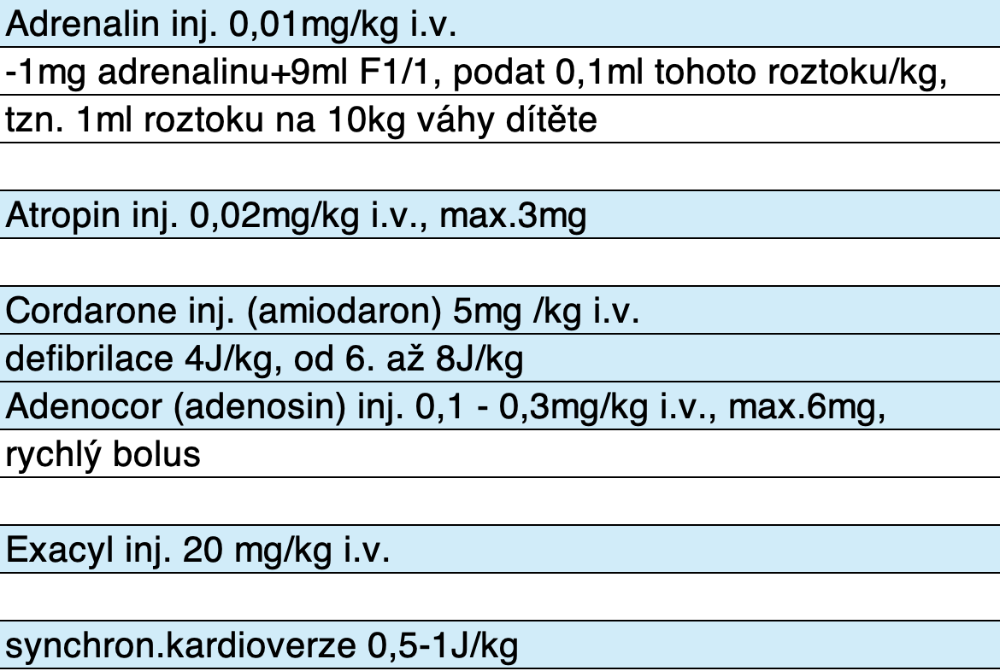 Adrenalin inj. 0,01mg/kg i.v.
-1mg adrenalinu+9ml F1/1, podat 0,1ml tohoto roztoku/kg,
tzn. 1ml roztoku na 10kg váhy dítěte
Atropin inj. 0,02mg/kg i.v., max.3mg
Cordarone inj. (amiodaron) 5mg /kg i.v.
defibrilace 4J/kg, od 6. až 8J/kg
Adenocor (adenosin) inj. 0,1 - 0,3mg/kg i.v., max.6mg,
rychlý bolus
Exacyl inj. 20 mg/kg i.v.
synchron.kardioverze 0,5-1J/kg